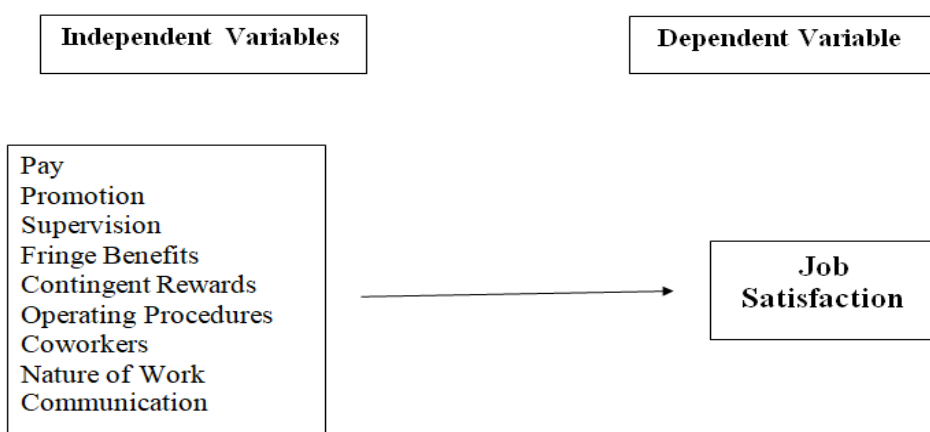 Independent Variables
Dependent Variable
Pay
Promotion
Supervision
Fringe Benefits
Contingent Rewards
Operating Procedures
Coworkers
Nature of Work
Communication
Job
Satisfaction